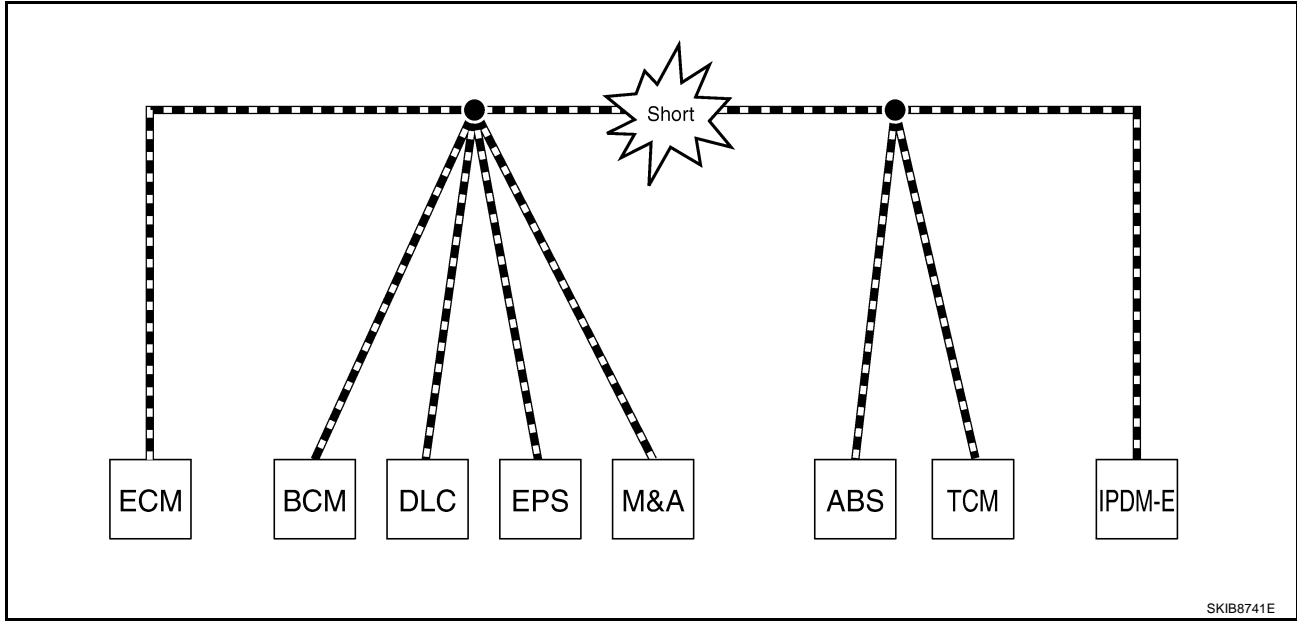 Short
ECM
BCM
DLC
EPS
M&A
ABS
TCM
IPDM-E
SKIB8741E